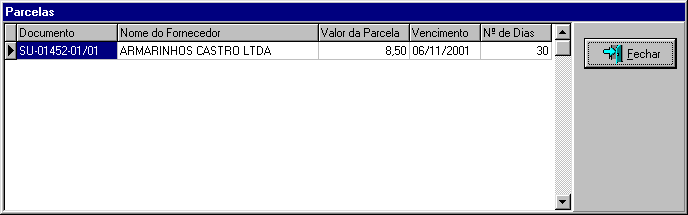 Parcelas
Documento Nome do Fornecedor Valor da Parcela Vencimento Nº de Dias
SU-01452-01/01 ARMARINHOS CASTRO LTDA 8,50 06/11/2001 30
Fechar